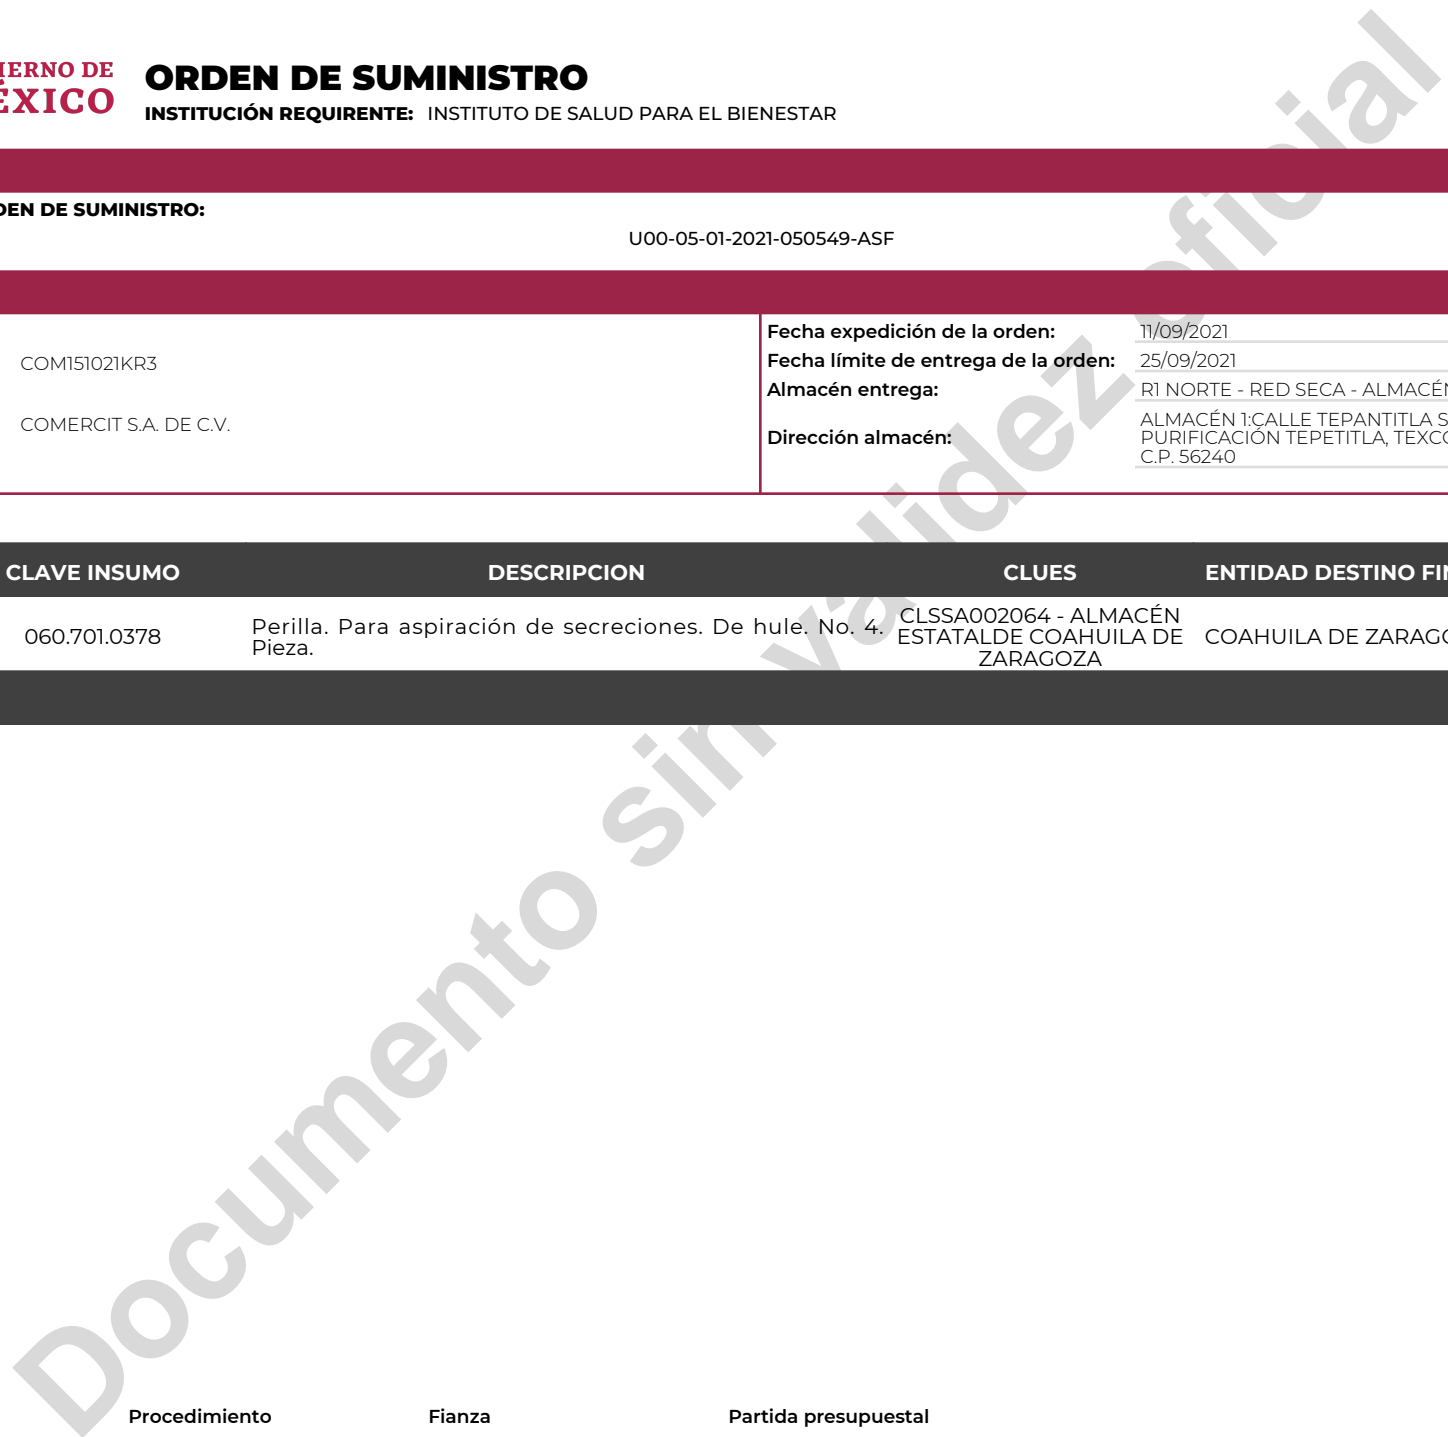 ORDEN DE SUMINISTRO
INSTITUCIÓN REQUIRENTE: INSTITUTO DE SALUD PARA EL BIENESTAR
IERNO DE
ÉXICO
DEN DE SUMINISTRO:
U00-05-01-2021-050549-ASF
COM151021KR3
COMERCIT S.A. DE C.V.
Fecha expedición de la orden: 11/09/2021
Fecha límite de entrega de la orden: 25/09/2021
Almacén entrega: R1 NORTE - RED SECA - ALMACÉN
Dirección almacén:
ALMACÉN 1:CALLE TEPANTITLA S
PURIFICACIÓN TEPETITLA, TEXCO
C.P. 56240
CLAVE INSUMO DESCRIPCION CLUES ENTIDAD DESTINO FIN
060.701.0378
Perilla. Para aspiración de secreciones. De hule. No. 4.
Pieza.
CLSSA002064 - ALMACÉN
ESTATALDE COAHUILA DE
ZARAGOZA
COAHUILA DE ZARAGO
Documento sin validez oficial
Procedimiento Fianza Partida presupuestal